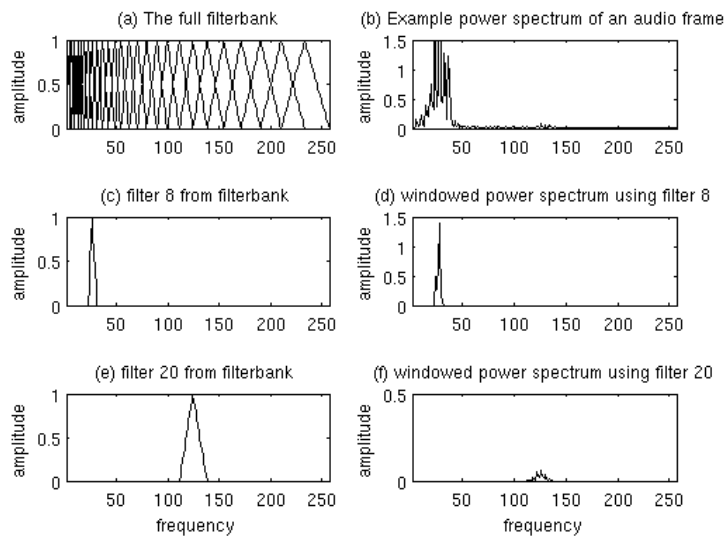 (a) The full filterbank
(b) Example power spectrum of an audio frame
1
0.5
0
amplitude
50 100 150 200 250
1.5
1
0.5
0
amplitude
50 100 150 200 250
(c) filter 8 from filterbank
(d) windowed power spectrum using filter 8
1
0.5
0
amplitude
50 100 150 200 250
1.5
1
0.5
0
amplitude
50 100 150 200 250
(e) filter 20 from filterbank
(f) windowed power spectrum using filter 20
1
0.5
0
amplitude
50 100 150 200 250
frequency
0.5
0
amplitude
50 100 150 200 250
frequency